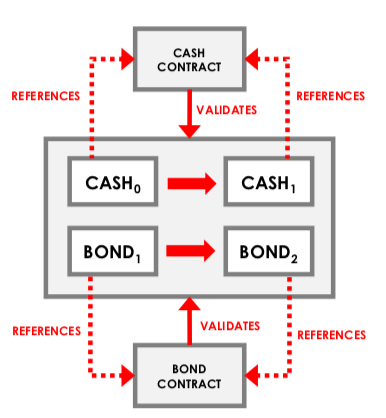 CASH
CONTRACT
REFERENCES
VALIDATES
REFERENCES
CASH₀
CASH₁
BOND₁
BOND₂
REFERENCES
VALIDATES
REFERENCES
BOND
CONTRACT